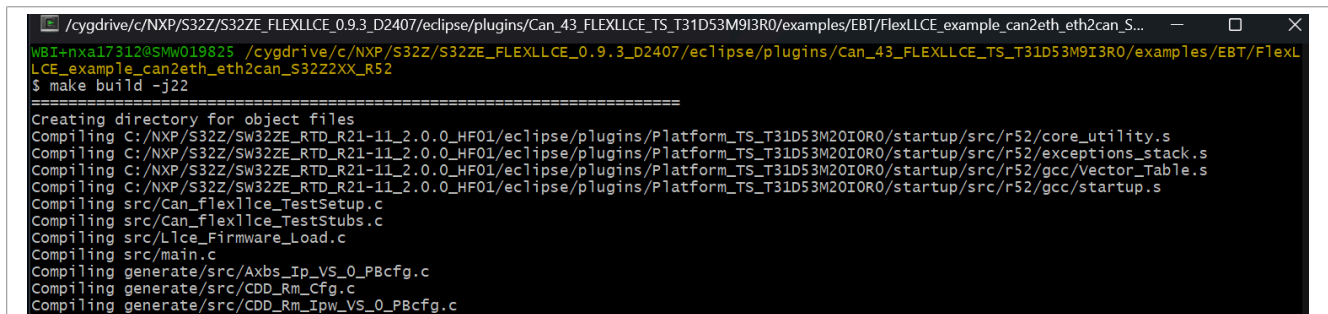 /cygdrive/c/NXP/S32Z/S32ZE_FLEXLLCE_0.9.3_D2407/eclipse/plugins/Can_43_FLEXLLCE_TS_T31D53M9I3R0/examples/EBT/FlexLLCE_example_can2eth_eth2can_S...
WBI+nxa17312@SMW019825 /cygdrive/c/NXP/S32Z/S32ZE_FLEXLLCE_0.9.3_D2407/eclipse/plugins/Can_43_FLEXLLCE_TS_T31D53M9I3R0/examples/EBT/FlexL
LCE_example_can2eth_eth2can_S32Z2XX_R52
$ make build -j22
======================================================================
Creating directory for object files
Compiling C:/NXP/S32Z/SW32ZE_RTD_R21-11_2.0.0_HF01/eclipse/plugins/Platform_TS_T31D53M20I0R0/startup/src/r52/core_utility.s
Compiling C:/NXP/S32Z/SW32ZE_RTD_R21-11_2.0.0_HF01/eclipse/plugins/Platform_TS_T31D53M20I0R0/startup/src/r52/exceptions_stack.s
Compiling C:/NXP/S32Z/SW32ZE_RTD_R21-11_2.0.0_HF01/eclipse/plugins/Platform_TS_T31D53M20I0R0/startup/src/r52/gcc/Vector_Table.s
Compiling C:/NXP/S32Z/SW32ZE_RTD_R21-11_2.0.0_HF01/eclipse/plugins/Platform_TS_T31D53M20I0R0/startup/src/r52/gcc/startup.s
Compiling src/Can_flexllce_TestSetup.c
Compiling src/Can_flexllce_TestStubs.c
Compiling src/Llce_Firmware_Load.c
Compiling src/main.c
Compiling generate/src/Axbs_Ip_VS_0_PBcfg.c
Compiling generate/src/CDD_Rm_Cfg.c
Compiling generate/src/CDD_Rm_Ipw_VS_0_PBcfg.c